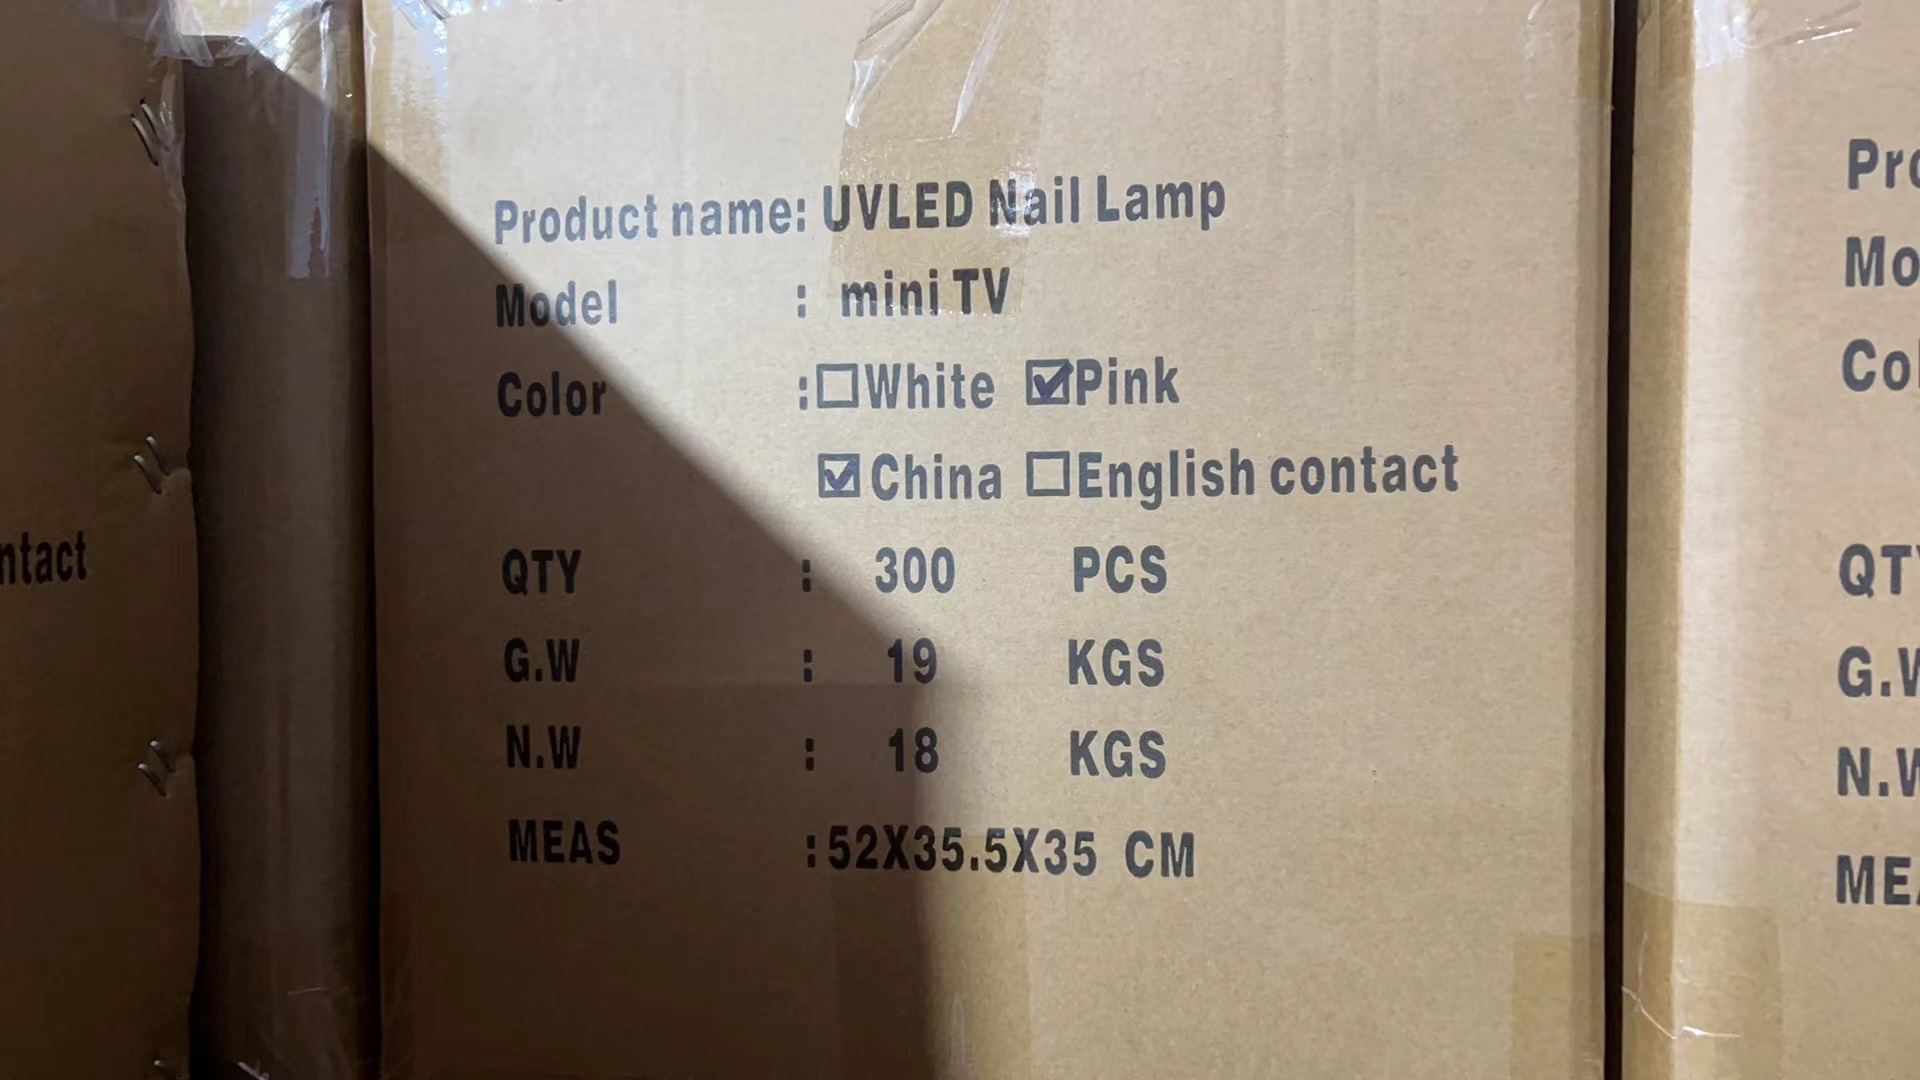 Product name: UVLED Nail Lamp
Model : mini TV
Color :☐White ☑Pink
☑China ☐English contact
QTY : 300 PCS
G.W : 19 KGS
N.W : 18 KGS
MEAS :52X35.5X35 CM